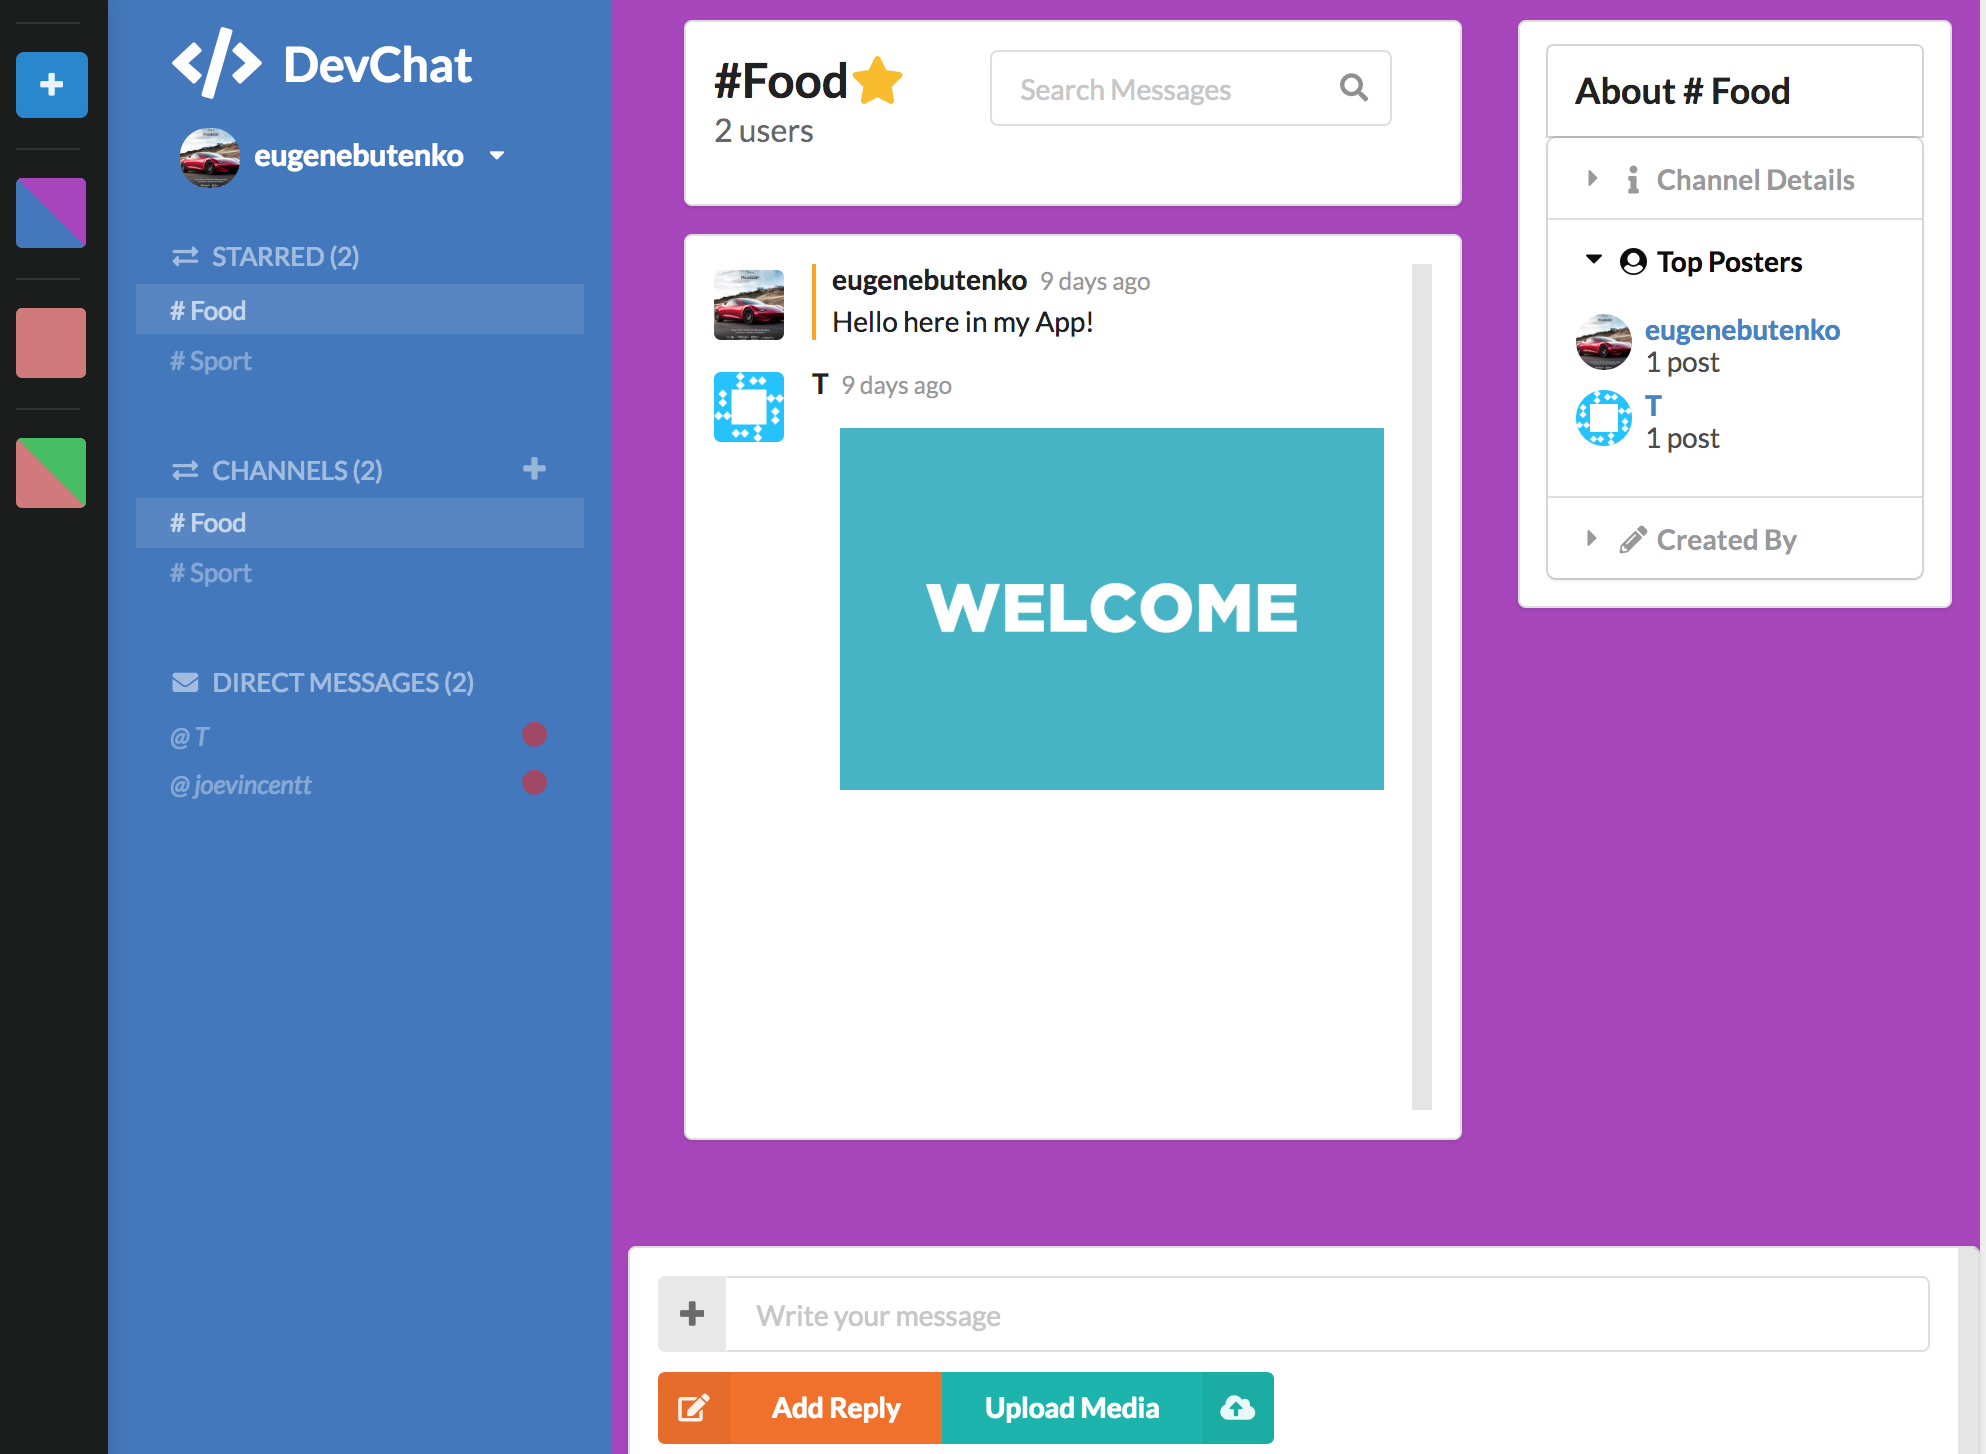 DevChat
eugenebutenko
STARRED (2)
# Food
# Sport
CHANNELS (2)
# Food
# Sport
DIRECT MESSAGES (2)
@ T
@ joevincentt
#Food
2 users
Search Messages
eugenebutenko 9 days ago
Hello here in my App!
T 9 days ago
WELCOME
Write your message
Add Reply
Upload Media
About # Food
Channel Details
Top Posters
eugenebutenko
1 post
T
1 post
Created By